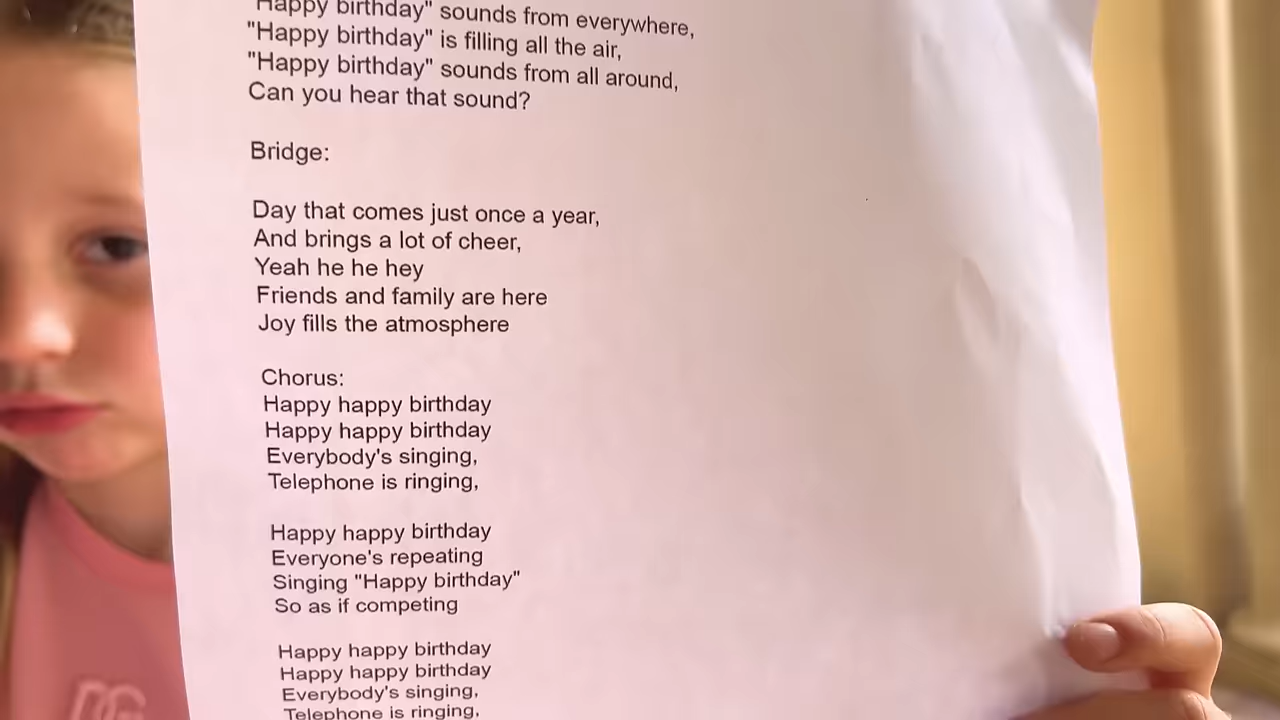 "Happy birthday" sounds from everywhere,
"Happy birthday" is filling all the air,
"Happy birthday" sounds from all around,
Can you hear that sound?
Bridge:
Day that comes just once a year,
And brings a lot of cheer,
Yeah he he hey
Friends and family are here
Joy fills the atmosphere
Chorus:
Happy happy birthday
Happy happy birthday
Everybody's singing,
Telephone is ringing,
Happy happy birthday
Everyone's repeating
Singing "Happy birthday"
So as if competing
Happy happy birthday
Happy happy birthday
Everybody's singing,
Telephone is ringing,
DG